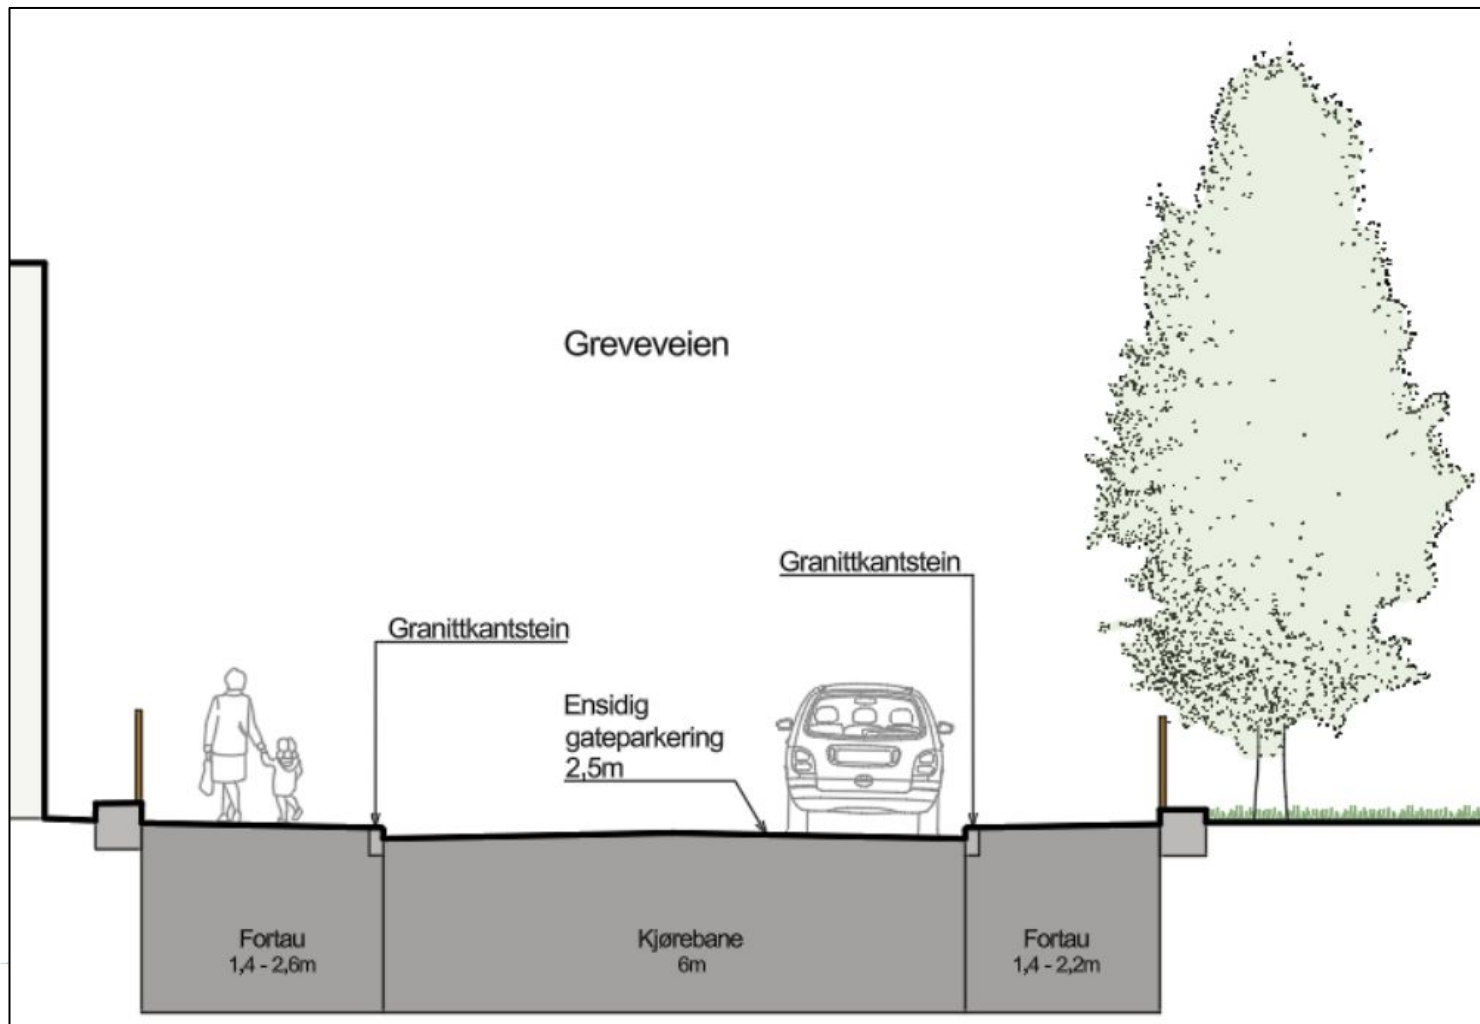 Greveveien
Granittkantstein
Granittkantstein
Ensidig
gateparkering
2,5m
Fortau
1,4 - 2,6m
Kjørebane
6m
Fortau
1,4 - 2,2m